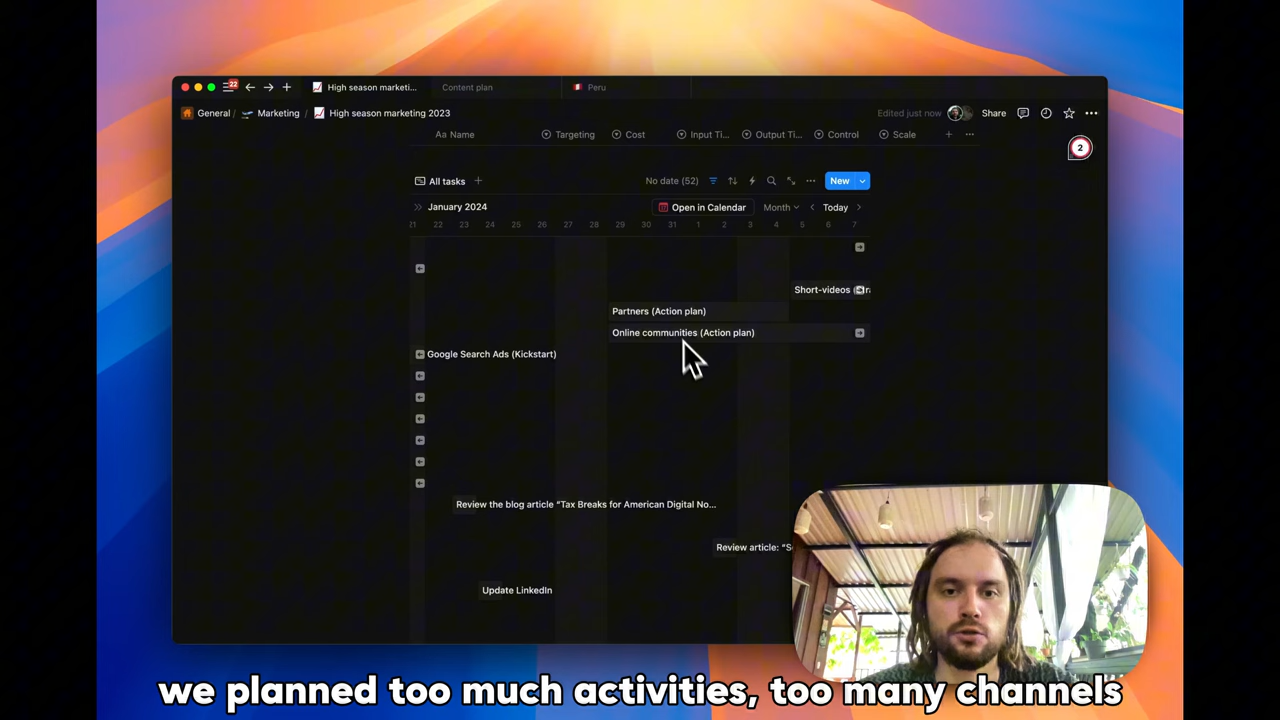 22
High season marketi...
Content plan
Peru
General / Marketing / High season marketing 2023
Edited just now
Share
Aa Name
Targeting
Cost
Input Ti...
Output Ti...
Control
Scale
2
All tasks
No date (52)
New
January 2024
Open in Calendar
Month
Today
22 23 24 25 26 27 28 29 30 31 1 2 3 4 5 6 7
Short-videos
Partners (Action plan)
Online communities (Action plan)
Google Search Ads (Kickstart)
Review the blog article “Tax Breaks for American Digital No...
Review article: “S
Update LinkedIn
we planned too much activities, too many channels